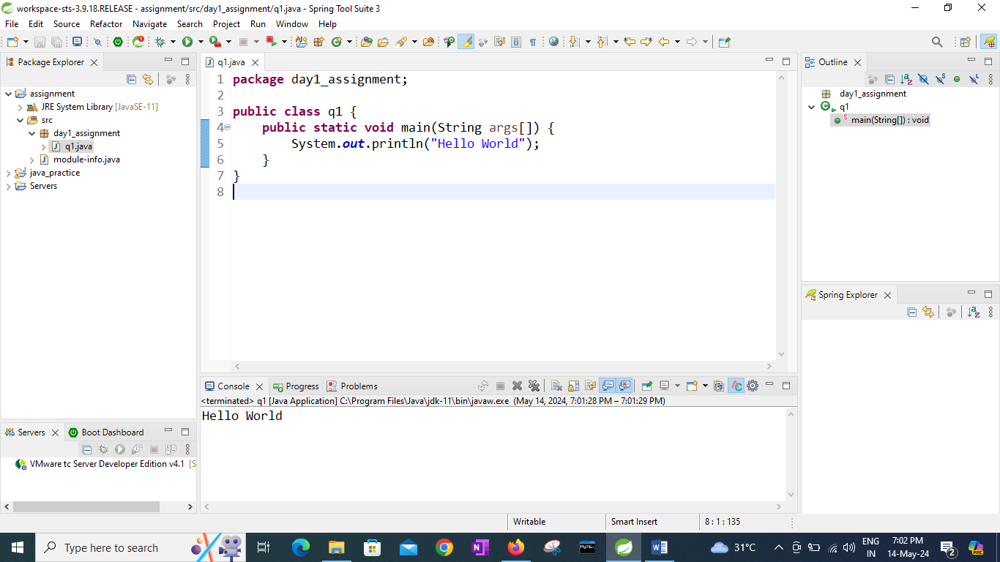 workspace-sts-3.9.18.RELEASE - assignment/src/day1_assignment/q1.java - Spring Tool Suite 3
File Edit Source Refactor Navigate Search Project Run Window Help
Package Explorer
assignment
JRE System Library [JavaSE-11]
src
day1_assignment
q1.java
module-info.java
java_practice
Servers
q1.java
1 package day1_assignment;
2
3 public class q1 {
4 public static void main(String args[]) {
5 System.out.println("Hello World");
6 }
7 }
8
Outline
day1_assignment
q1
main(String[]) : void
Spring Explorer
Servers Boot Dashboard
VMware tc Server Developer Edition v4.1 [S
Console Progress Problems
<terminated> q1 [Java Application] C:\Program Files\Java\jdk-11\bin\javaw.exe (May 14, 2024, 7:01:28 PM – 7:01:29 PM)
Hello World
Writable Smart Insert 8 : 1 : 135
Type here to search
31°C
ENG
IN
7:02 PM
14-May-24
2
PRE